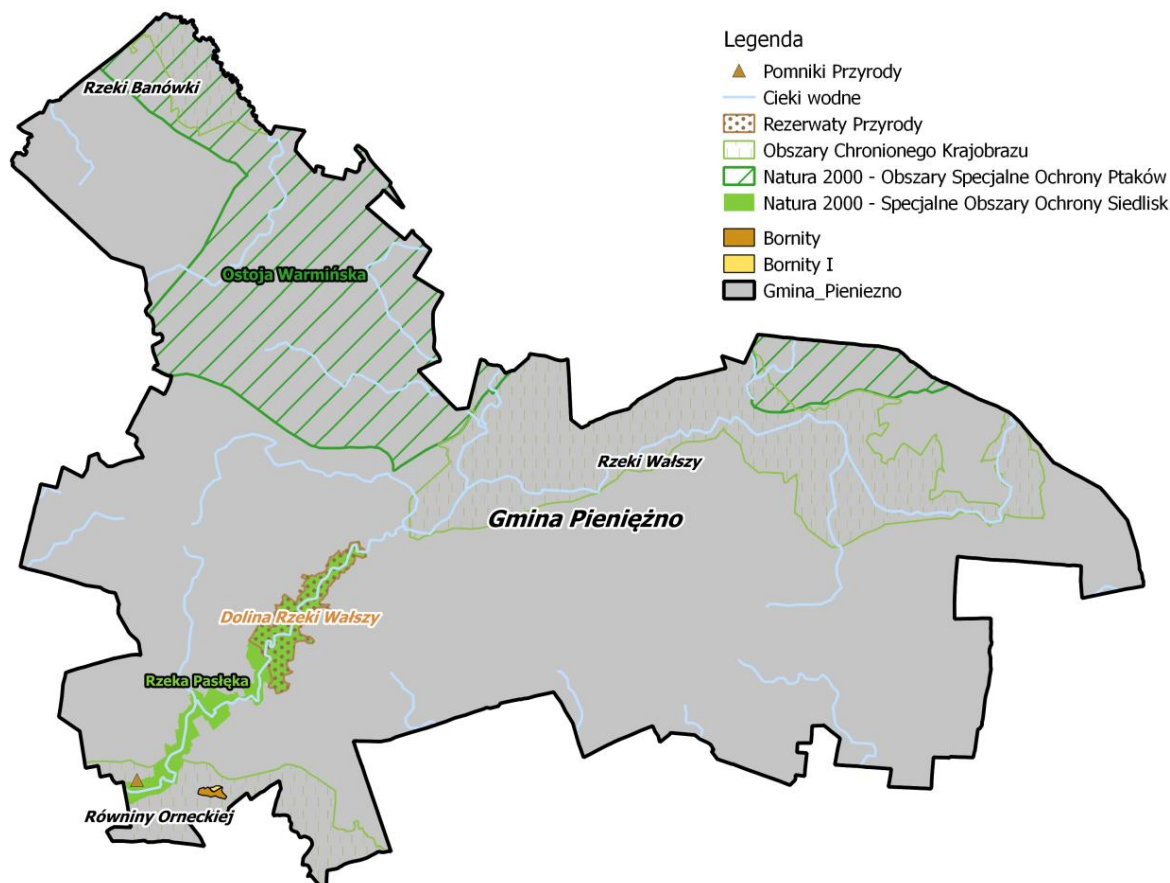 Legenda
Pomniki Przyrody
Cieki wodne
Rezerwaty Przyrody
Obszary Chronionego Krajobrazu
Natura 2000 - Obszary Specjalne Ochrony Ptaków
Natura 2000 - Specjalne Obszary Ochrony Siedlisk
Bornity
Bornity I
Gmina_Pieniezno
Rzeki Banówki
Ostoja Warmińska
Rzeki Wałszy
Gmina Pieniężno
Dolina Rzeki Wałszy
Rzeka Pasłęka
Równiny Orneckiej